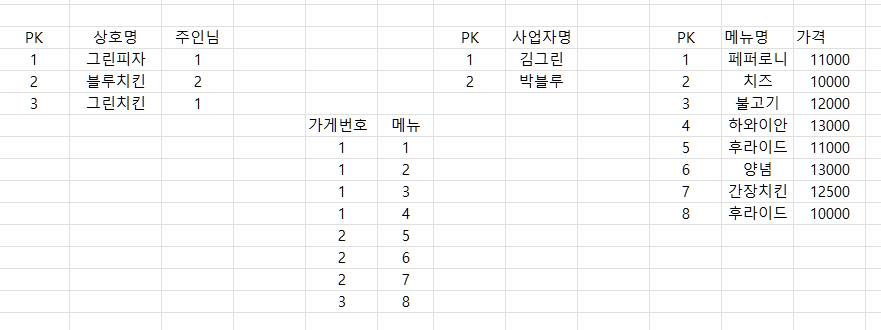 PK 상호명 주인님 PK 사업자명 PK 메뉴명 가격
1 그린피자 1 1 김그린 1 페퍼로니 11000
2 블루치킨 2 2 박블루 2 치즈 10000
3 그린치킨 1 3 불고기 12000
가게번호 메뉴 4 하와이안 13000
1 1 5 후라이드 11000
1 2 6 양념 13000
1 3 7 간장치킨 12500
1 4 8 후라이드 10000
2 5
2 6
2 7
3 8